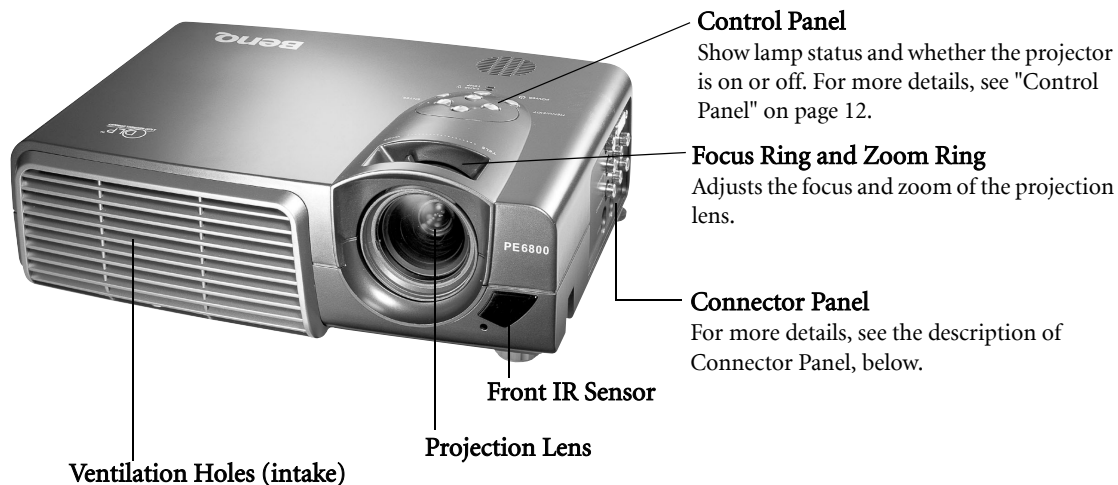 Control Panel
Show lamp status and whether the projector
is on or off. For more details, see "Control
Panel" on page 12.
Focus Ring and Zoom Ring
Adjusts the focus and zoom of the projection
lens.
Connector Panel
For more details, see the description of
Connector Panel, below.
BenQ
DLP
PE6800
Front IR Sensor
Projection Lens
Ventilation Holes (intake)